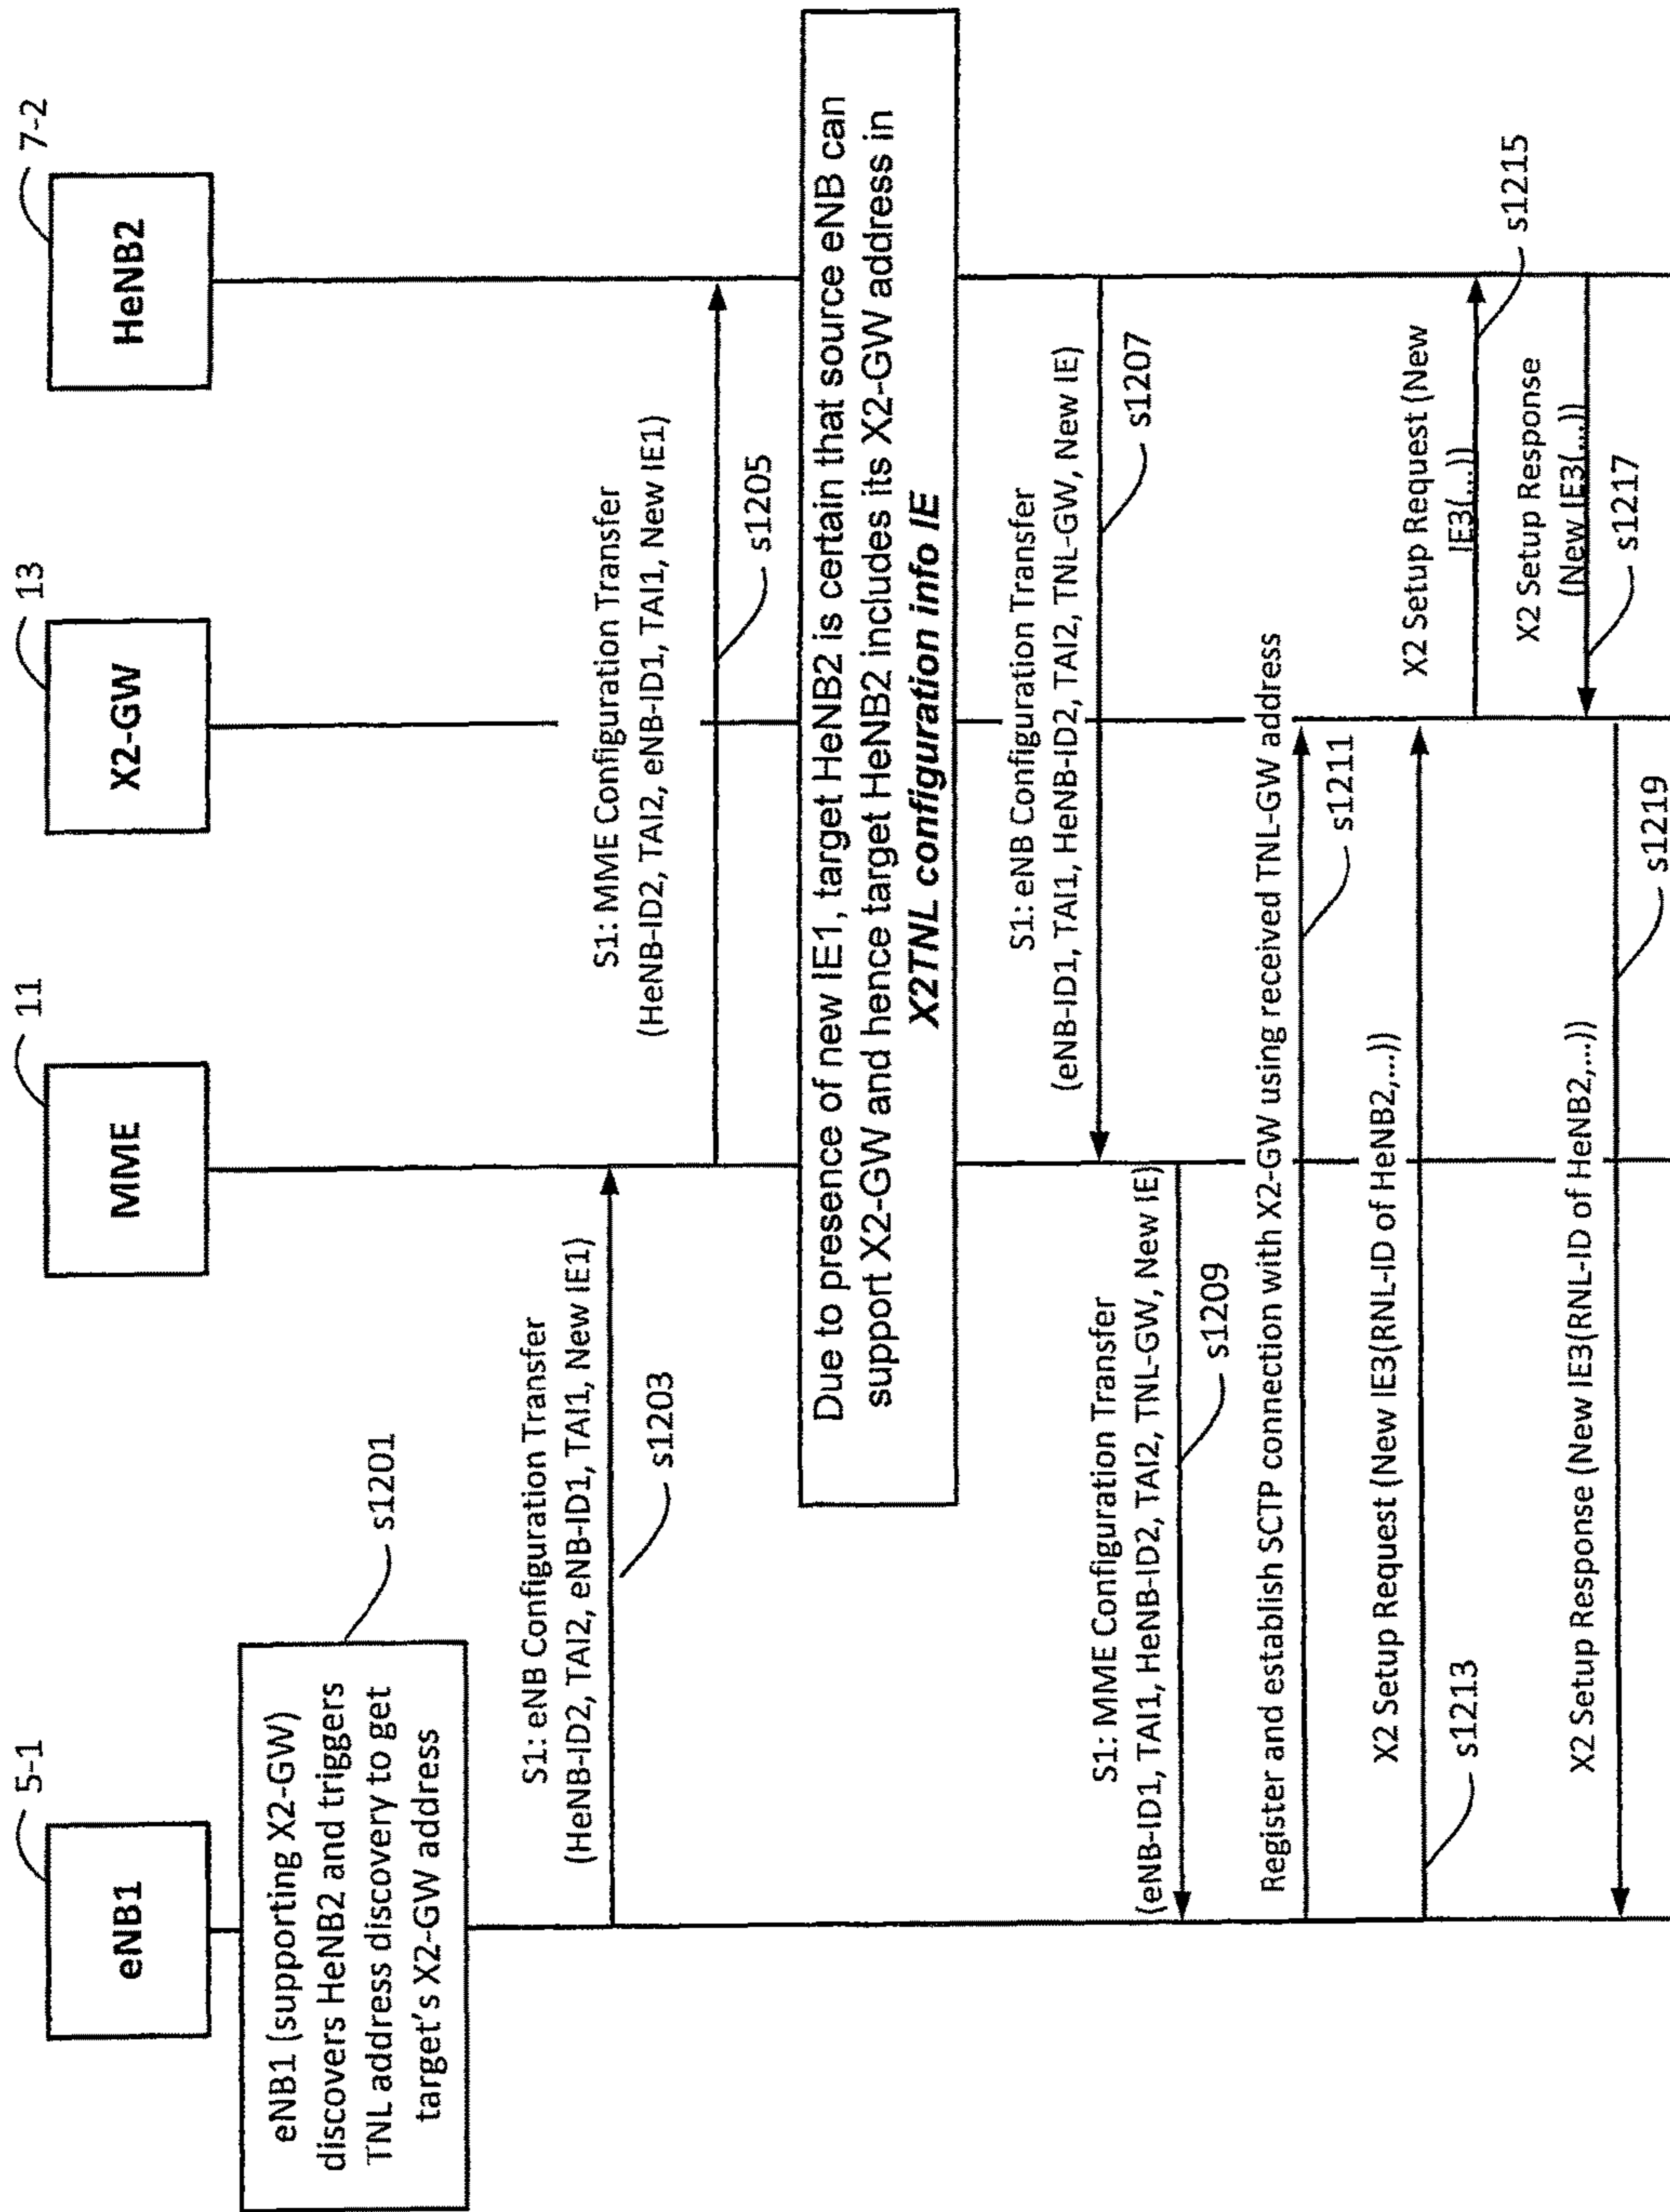 5-1
eNB1
11
MME
13
X2-GW
7-2
HeNB2
eNB1 (supporting X2-GW)
discovers HeNB2 and triggers
TNL address discovery to get
target's X2-GW address
s1201
S1: eNB Configuration Transfer
(HeNB-ID2, TAI2, eNB-ID1, TAI1, New IE1)
s1203
S1: MME Configuration Transfer
(HeNB-ID2, TAI2, eNB-ID1, TAI1, New IE1)
s1205
Due to presence of new IE1, target HeNB2 is certain that source eNB can
support X2-GW and hence target HeNB2 includes its X2-GW address in
X2TNL configuration info IE
S1: eNB Configuration Transfer
(eNB-ID1, TAI1, HeNB-ID2, TAI2, TNL-GW, New IE)
s1207
S1: MME Configuration Transfer
(eNB-ID1, TAI1, HeNB-ID2, TAI2, TNL-GW, New IE)
s1209
Register and establish SCTP connection with X2-GW using received TNL-GW address
s1211
X2 Setup Request (New IE3(RNL-ID of HeNB2,...))
s1213
X2 Setup Request (New
IE3(...))
s1215
X2 Setup Response
(New IE3(...))
s1217
X2 Setup Response (New IE3(RNL-ID of HeNB2,...))
s1219